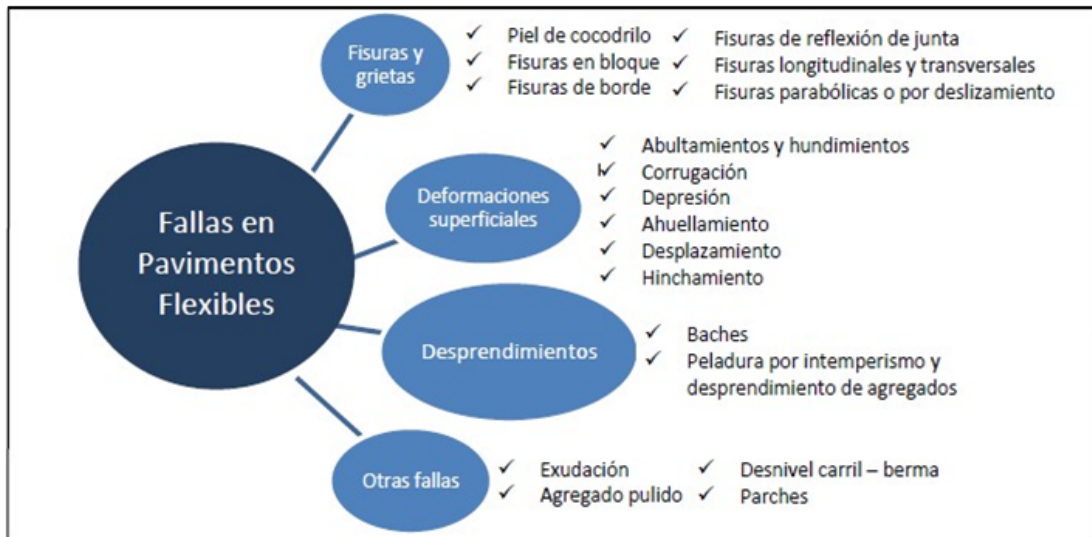 Fallas en
Pavimentos
Flexibles
Fisuras y
grietas
✓ Piel de cocodrilo
✓ Fisuras en bloque
✓ Fisuras de borde
✓ Fisuras de reflexión de junta
✓ Fisuras longitudinales y transversales
✓ Fisuras parabólicas o por deslizamiento
Deformaciones
superficiales
✓ Abultamientos y hundimientos
✓ Corrugación
✓ Depresión
✓ Ahuellamiento
✓ Desplazamiento
✓ Hinchamiento
Desprendimientos
✓ Baches
✓ Peladura por intemperismo y
desprendimiento de agregados
Otras fallas
✓ Exudación
✓ Agregado pulido
✓ Desnivel carril – berma
✓ Parches